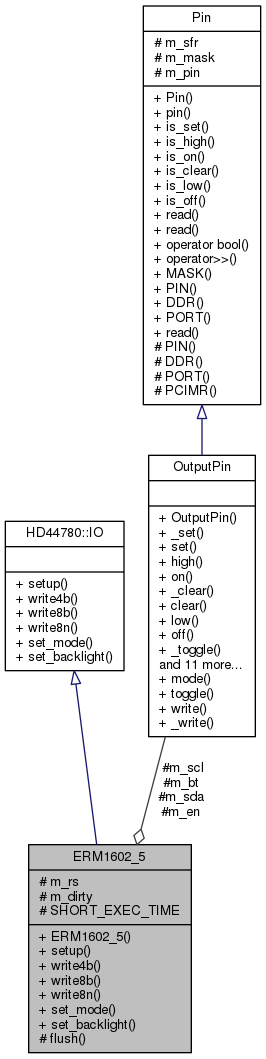 Pin
# m_sfr
# m_mask
# m_pin
+ Pin()
+ pin()
+ is_set()
+ is_high()
+ is_on()
+ is_clear()
+ is_low()
+ is_off()
+ read()
+ read()
+ operator bool()
+ operator>>()
+ MASK()
+ PIN()
+ DDR()
+ PORT()
+ read()
# PIN()
# DDR()
# PORT()
# PCIMR()
OutputPin
+ OutputPin()
+ _set()
+ set()
+ high()
+ on()
+ _clear()
+ clear()
+ low()
+ off()
+ _toggle()
and 11 more...
+ mode()
+ toggle()
+ write()
+ _write()
HD44780::IO
+ setup()
+ write4b()
+ write8b()
+ write8n()
+ set_mode()
+ set_backlight()
#m_scl
#m_bt
#m_sda
#m_en
ERM1602_5
# m_rs
# m_dirty
# SHORT_EXEC_TIME
+ ERM1602_5()
+ setup()
+ write4b()
+ write8b()
+ write8n()
+ set_mode()
+ set_backlight()
# flush()